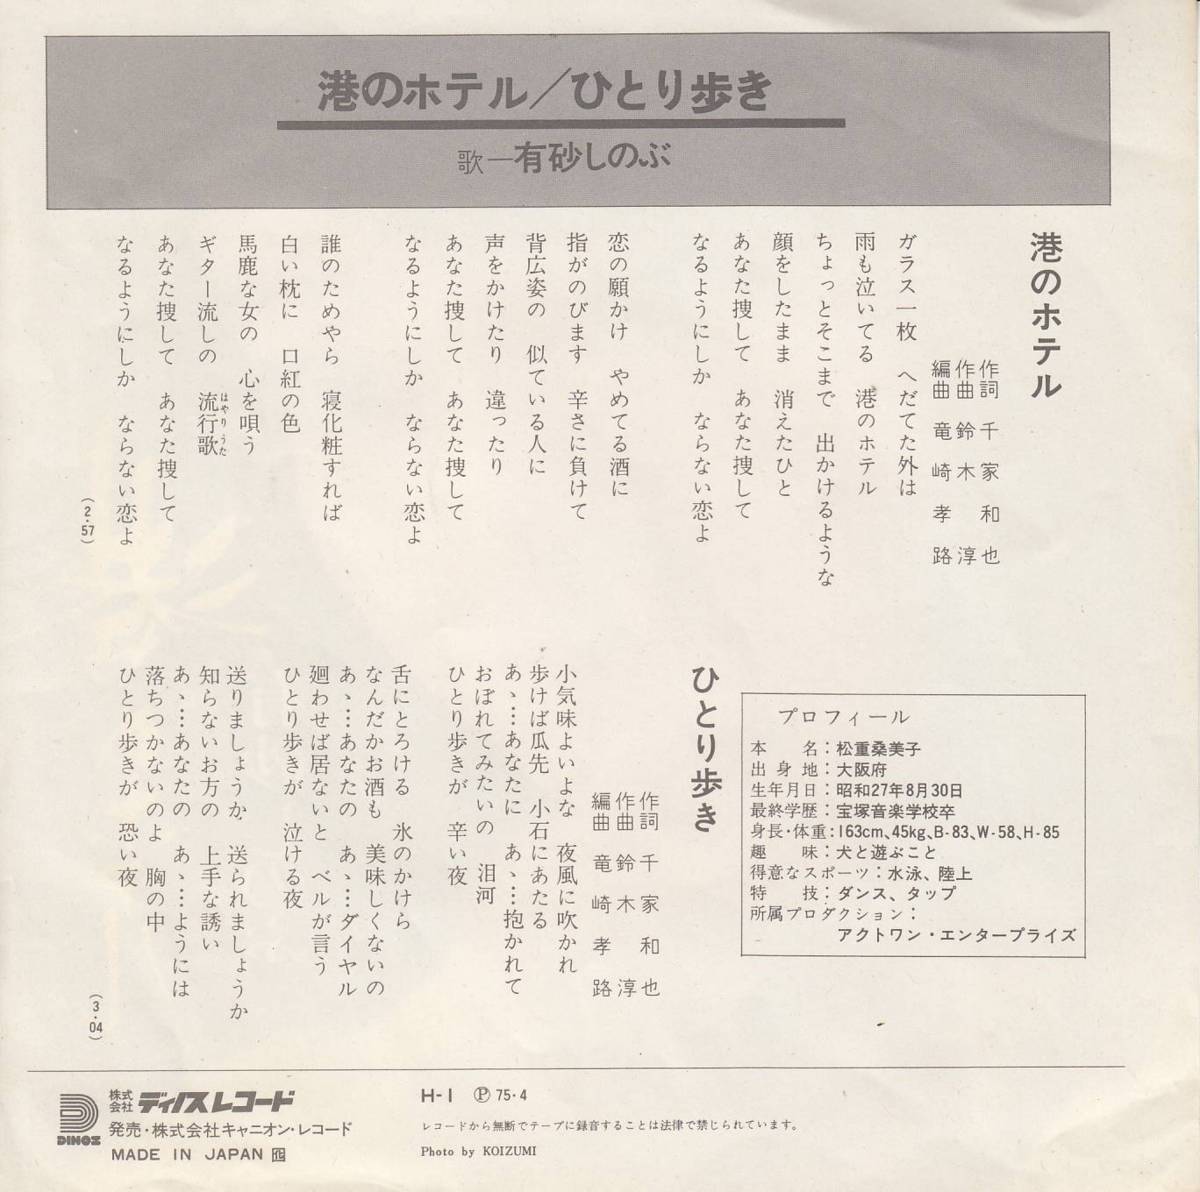 港のホテル／ひとり歩き
歌―有砂しのぶ
港のホテル
作詞 千家和也
作曲 鈴木 淳
編曲 竜崎孝路
ガラス一枚 へだてた外は
雨も泣いてる 港のホテル
ちょっとそこまで 出かけるような
顔をしたまま 消えたひと
あなた捜して あなた捜して
なるようにしか ならない恋よ
恋の願かけ やめてる酒に
指がのびます 辛さに負けて
背広姿の 似ている人に
声をかけたり 違ったり
あなた捜して あなた捜して
なるようにしか ならない恋よ
誰のためやら 寝化粧すれば
白い枕に 口紅の色
馬鹿な女の 心を唄う
ギター流しの 流行歌
はやりうた
あなた捜して あなた捜して
なるようにしか ならない恋よ
(2・57)
プロフィール
本名：松重桑美子
出身地：大阪府
生年月日：昭和27年8月30日
最終学歴：宝塚音楽学校卒
身長・体重：163cm、45kg、B-83、W-58、H-85
趣味：犬と遊ぶこと
得意なスポーツ：水泳、陸上
特技：ダンス、タップ
所属プロダクション：
アクトワン・エンタープライズ
ひとり歩き
作詞 千家和也
作曲 鈴木 淳
編曲 竜崎孝路
小気味よいよな 夜風に吹かれ
歩けば瓜先 小石にあたる
あゝ…あなたに あゝ…抱かれて
おぼれてみたいの 泪河
ひとり歩きが 辛い夜
舌にとろける 氷のかけら
なんだかお酒も 美味しくないの
あゝ…あなたの あゝ…ダイヤル
廻わせば居ないと ベルが言う
ひとり歩きが 泣ける夜
送りましょうか 送られましょうか
知らないお方の 上手な誘い
あゝ…あなたの あゝ…ようには
落ちつかないのよ 胸の中
ひとり歩きが 恐い夜
(3・04)
DINOS
株式会社 ディノスレコード
発売・株式会社キャニオン・レコード
MADE IN JAPAN
H-1 Ⓟ 75・4
レコードから無断でテープに録音することは法律で禁じられています。
Photo by KOIZUMI